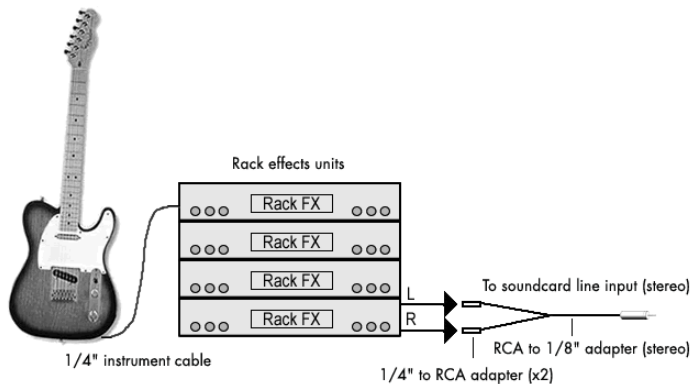 Rack effects units
Rack FX
Rack FX
Rack FX
Rack FX
L
R
To soundcard line input (stereo)
RCA to 1/8" adapter (stereo)
1/4" to RCA adapter (x2)
1/4" instrument cable